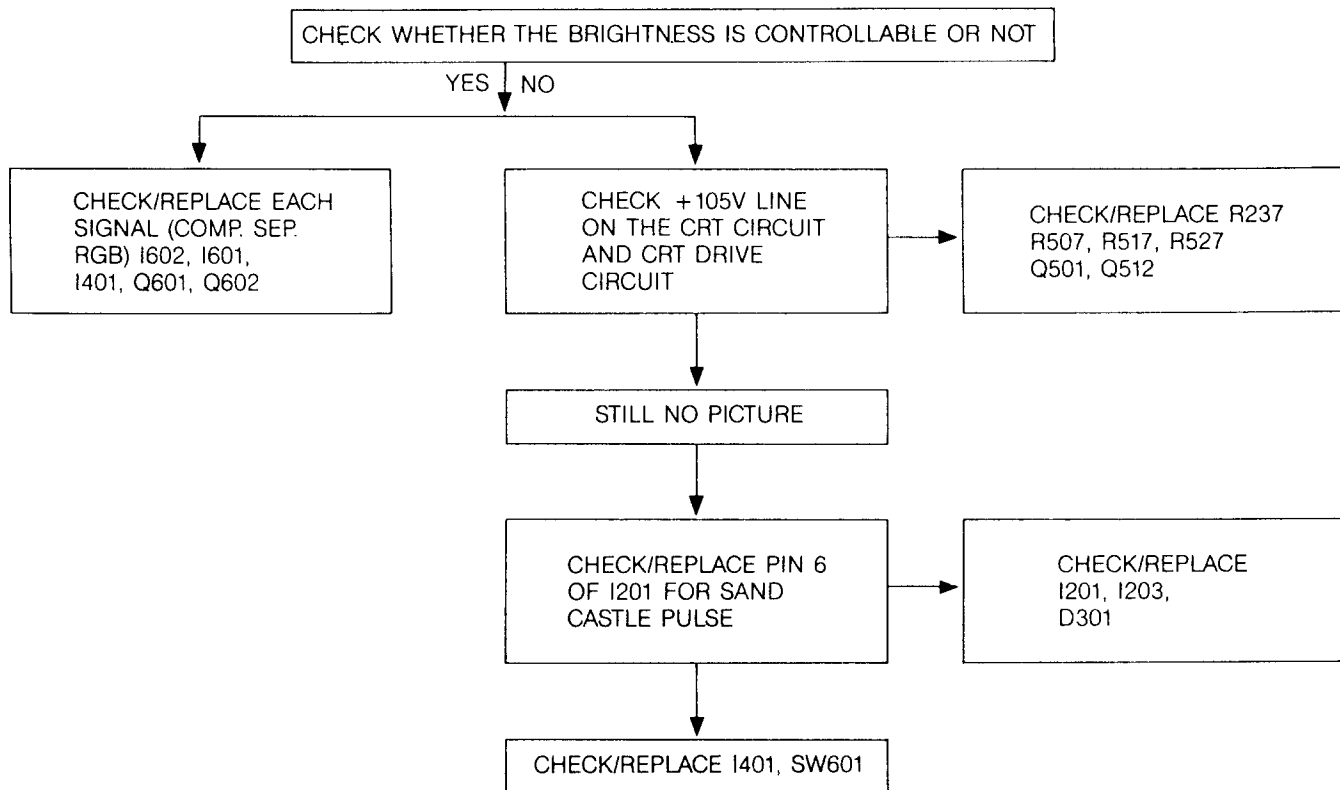 CHECK WHETHER THE BRIGHTNESS IS CONTROLLABLE OR NOT
YES NO
CHECK/REPLACE EACH
SIGNAL (COMP. SEP.
RGB) I602, I601,
I401, Q601, Q602
CHECK +105V LINE
ON THE CRT CIRCUIT
AND CRT DRIVE
CIRCUIT
CHECK/REPLACE R237
R507, R517, R527
Q501, Q512
STILL NO PICTURE
CHECK/REPLACE PIN 6
OF I201 FOR SAND
CASTLE PULSE
CHECK/REPLACE
I201, I203,
D301
CHECK/REPLACE I401, SW601